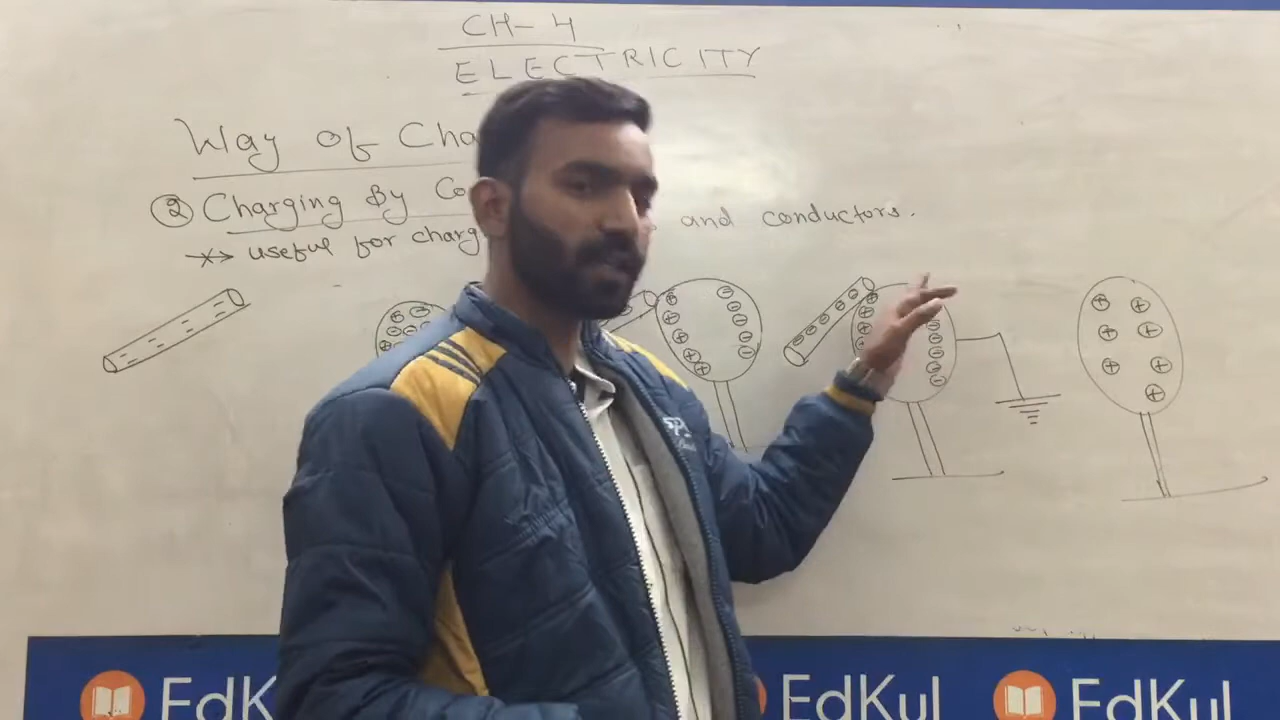 CH-4
ELECTRICITY
Way of Cha
② Charging By Co
useful for charg and conductors.
EdK EdKul EdKul